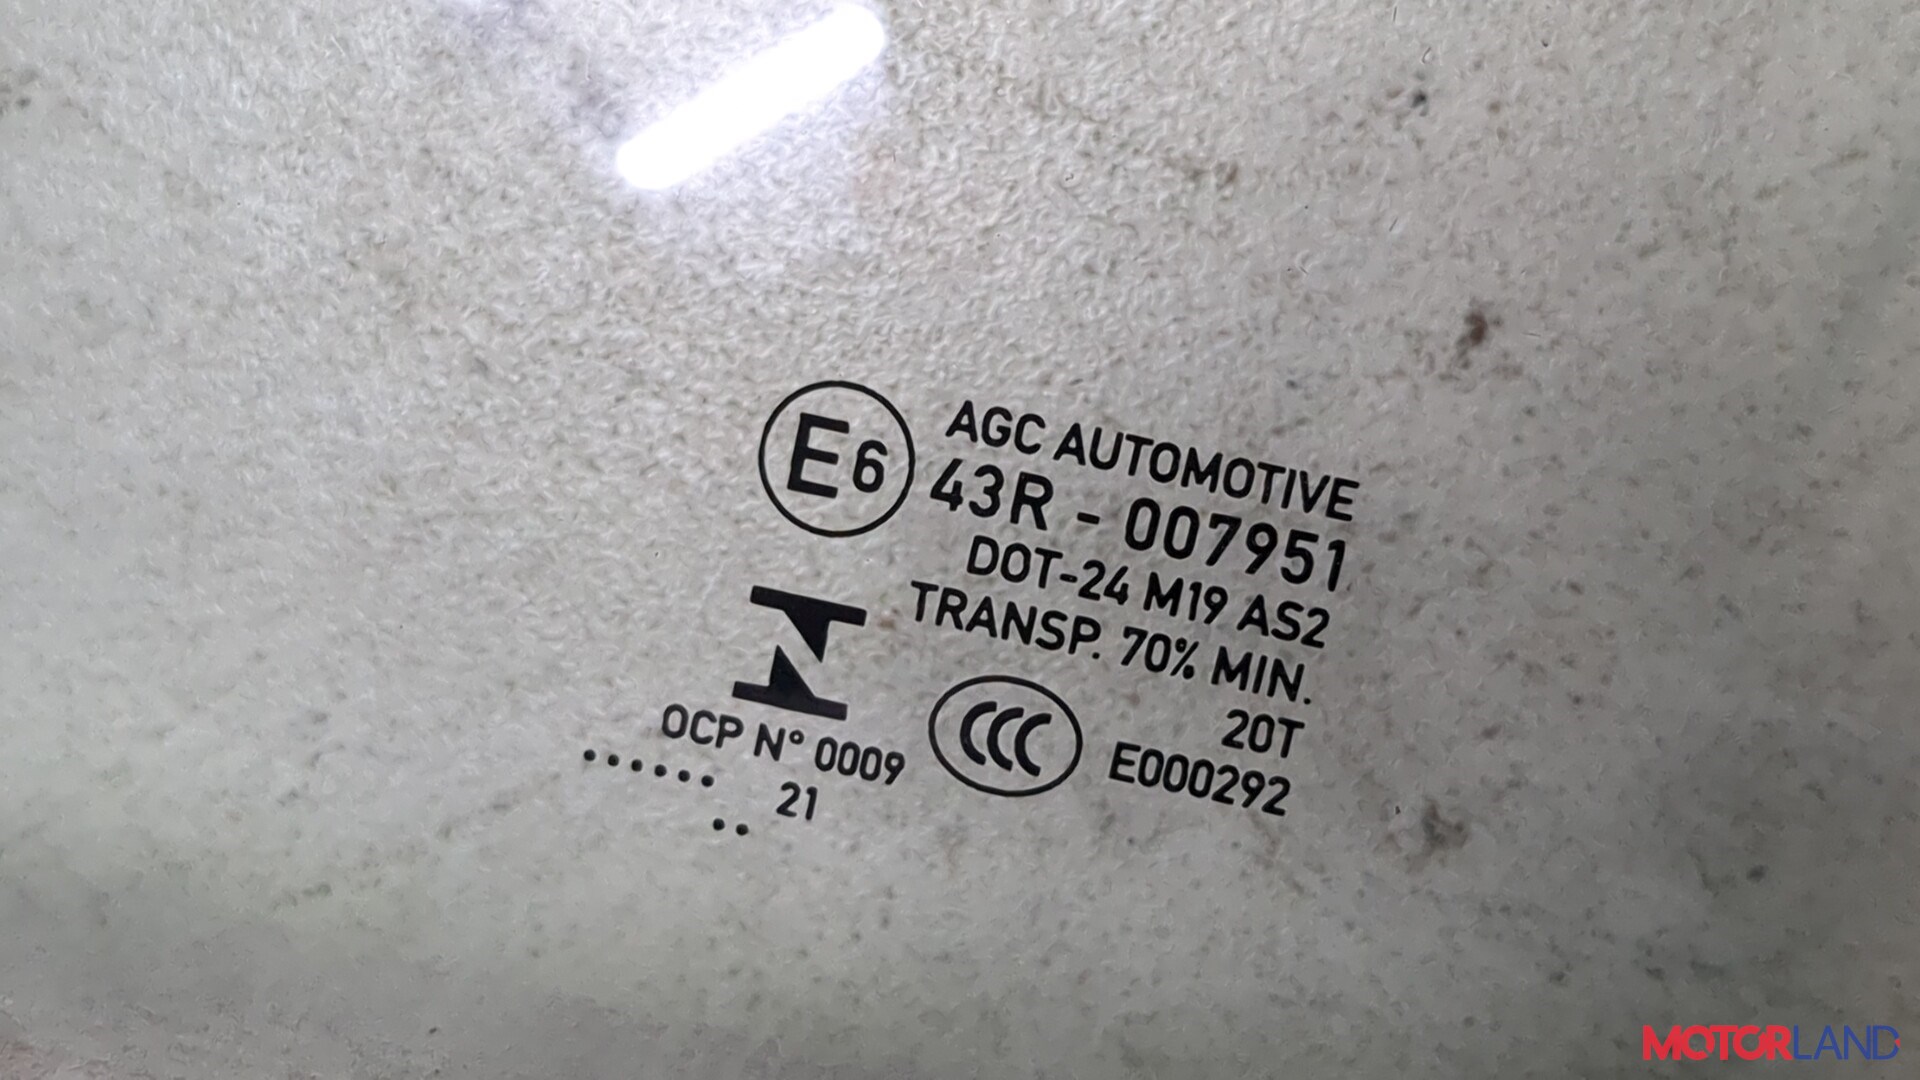 E6
AGC AUTOMOTIVE
43R - 007951
DOT-24 M19 AS2
TRANSP. 70% MIN.
20T
CCC E000292
OCP N° 0009
...... 21
..
MOTORLAND